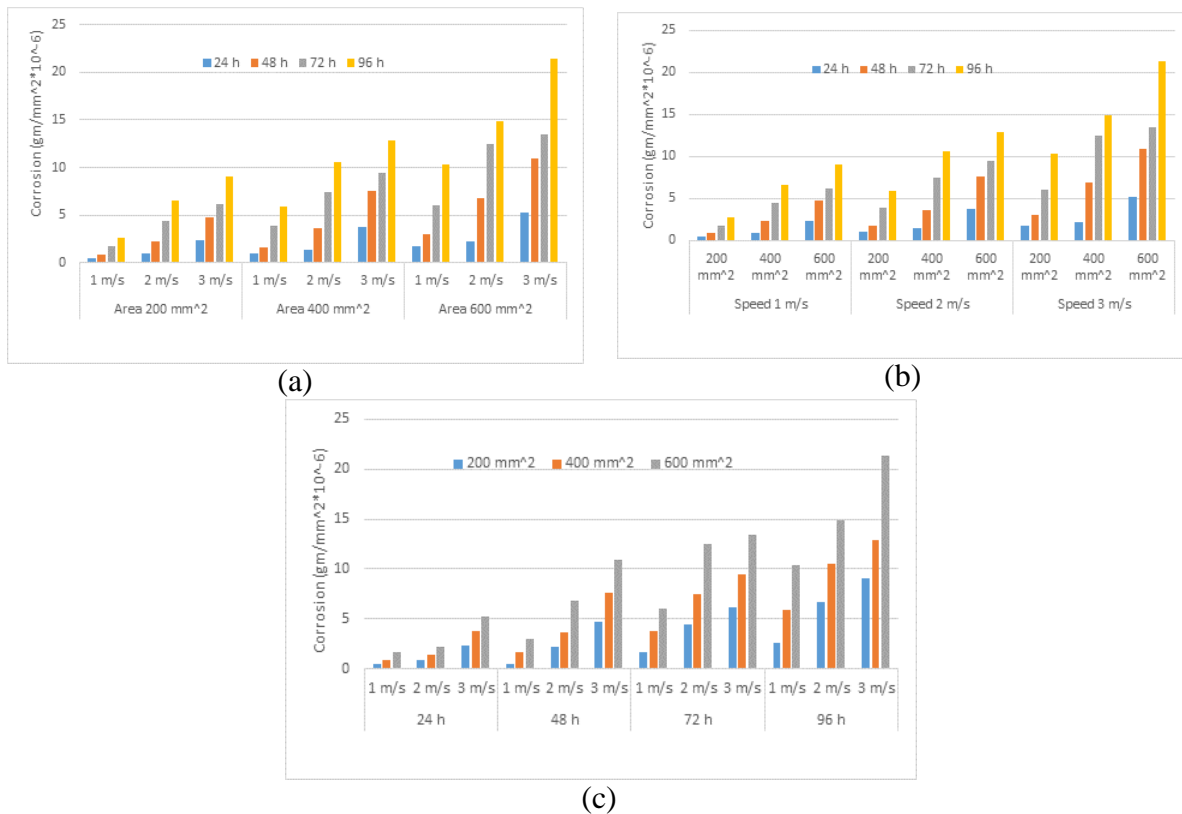 25
20
15
10
5
0
Corrosion (gm/mm^2*10^-6)
24 h 48 h 72 h 96 h
1 m/s 2 m/s 3 m/s 1 m/s 2 m/s 3 m/s 1 m/s 2 m/s 3 m/s
Area 200 mm^2 Area 400 mm^2 Area 600 mm^2
(a)
25
20
15
10
5
0
Corrosion (gm/mm^2*10^-6)
24 h 48 h 72 h 96 h
200 400 600 200 400 600 200 400 600
mm^2 mm^2 mm^2 mm^2 mm^2 mm^2 mm^2 mm^2 mm^2
Speed 1 m/s Speed 2 m/s Speed 3 m/s
(b)
25
20
15
10
5
0
Corrosion (gm/mm^2*10^-6)
200 mm^2 400 mm^2 600 mm^2
1 m/s 2 m/s 3 m/s 1 m/s 2 m/s 3 m/s 1 m/s 2 m/s 3 m/s 1 m/s 2 m/s 3 m/s
24 h 48 h 72 h 96 h
(c)